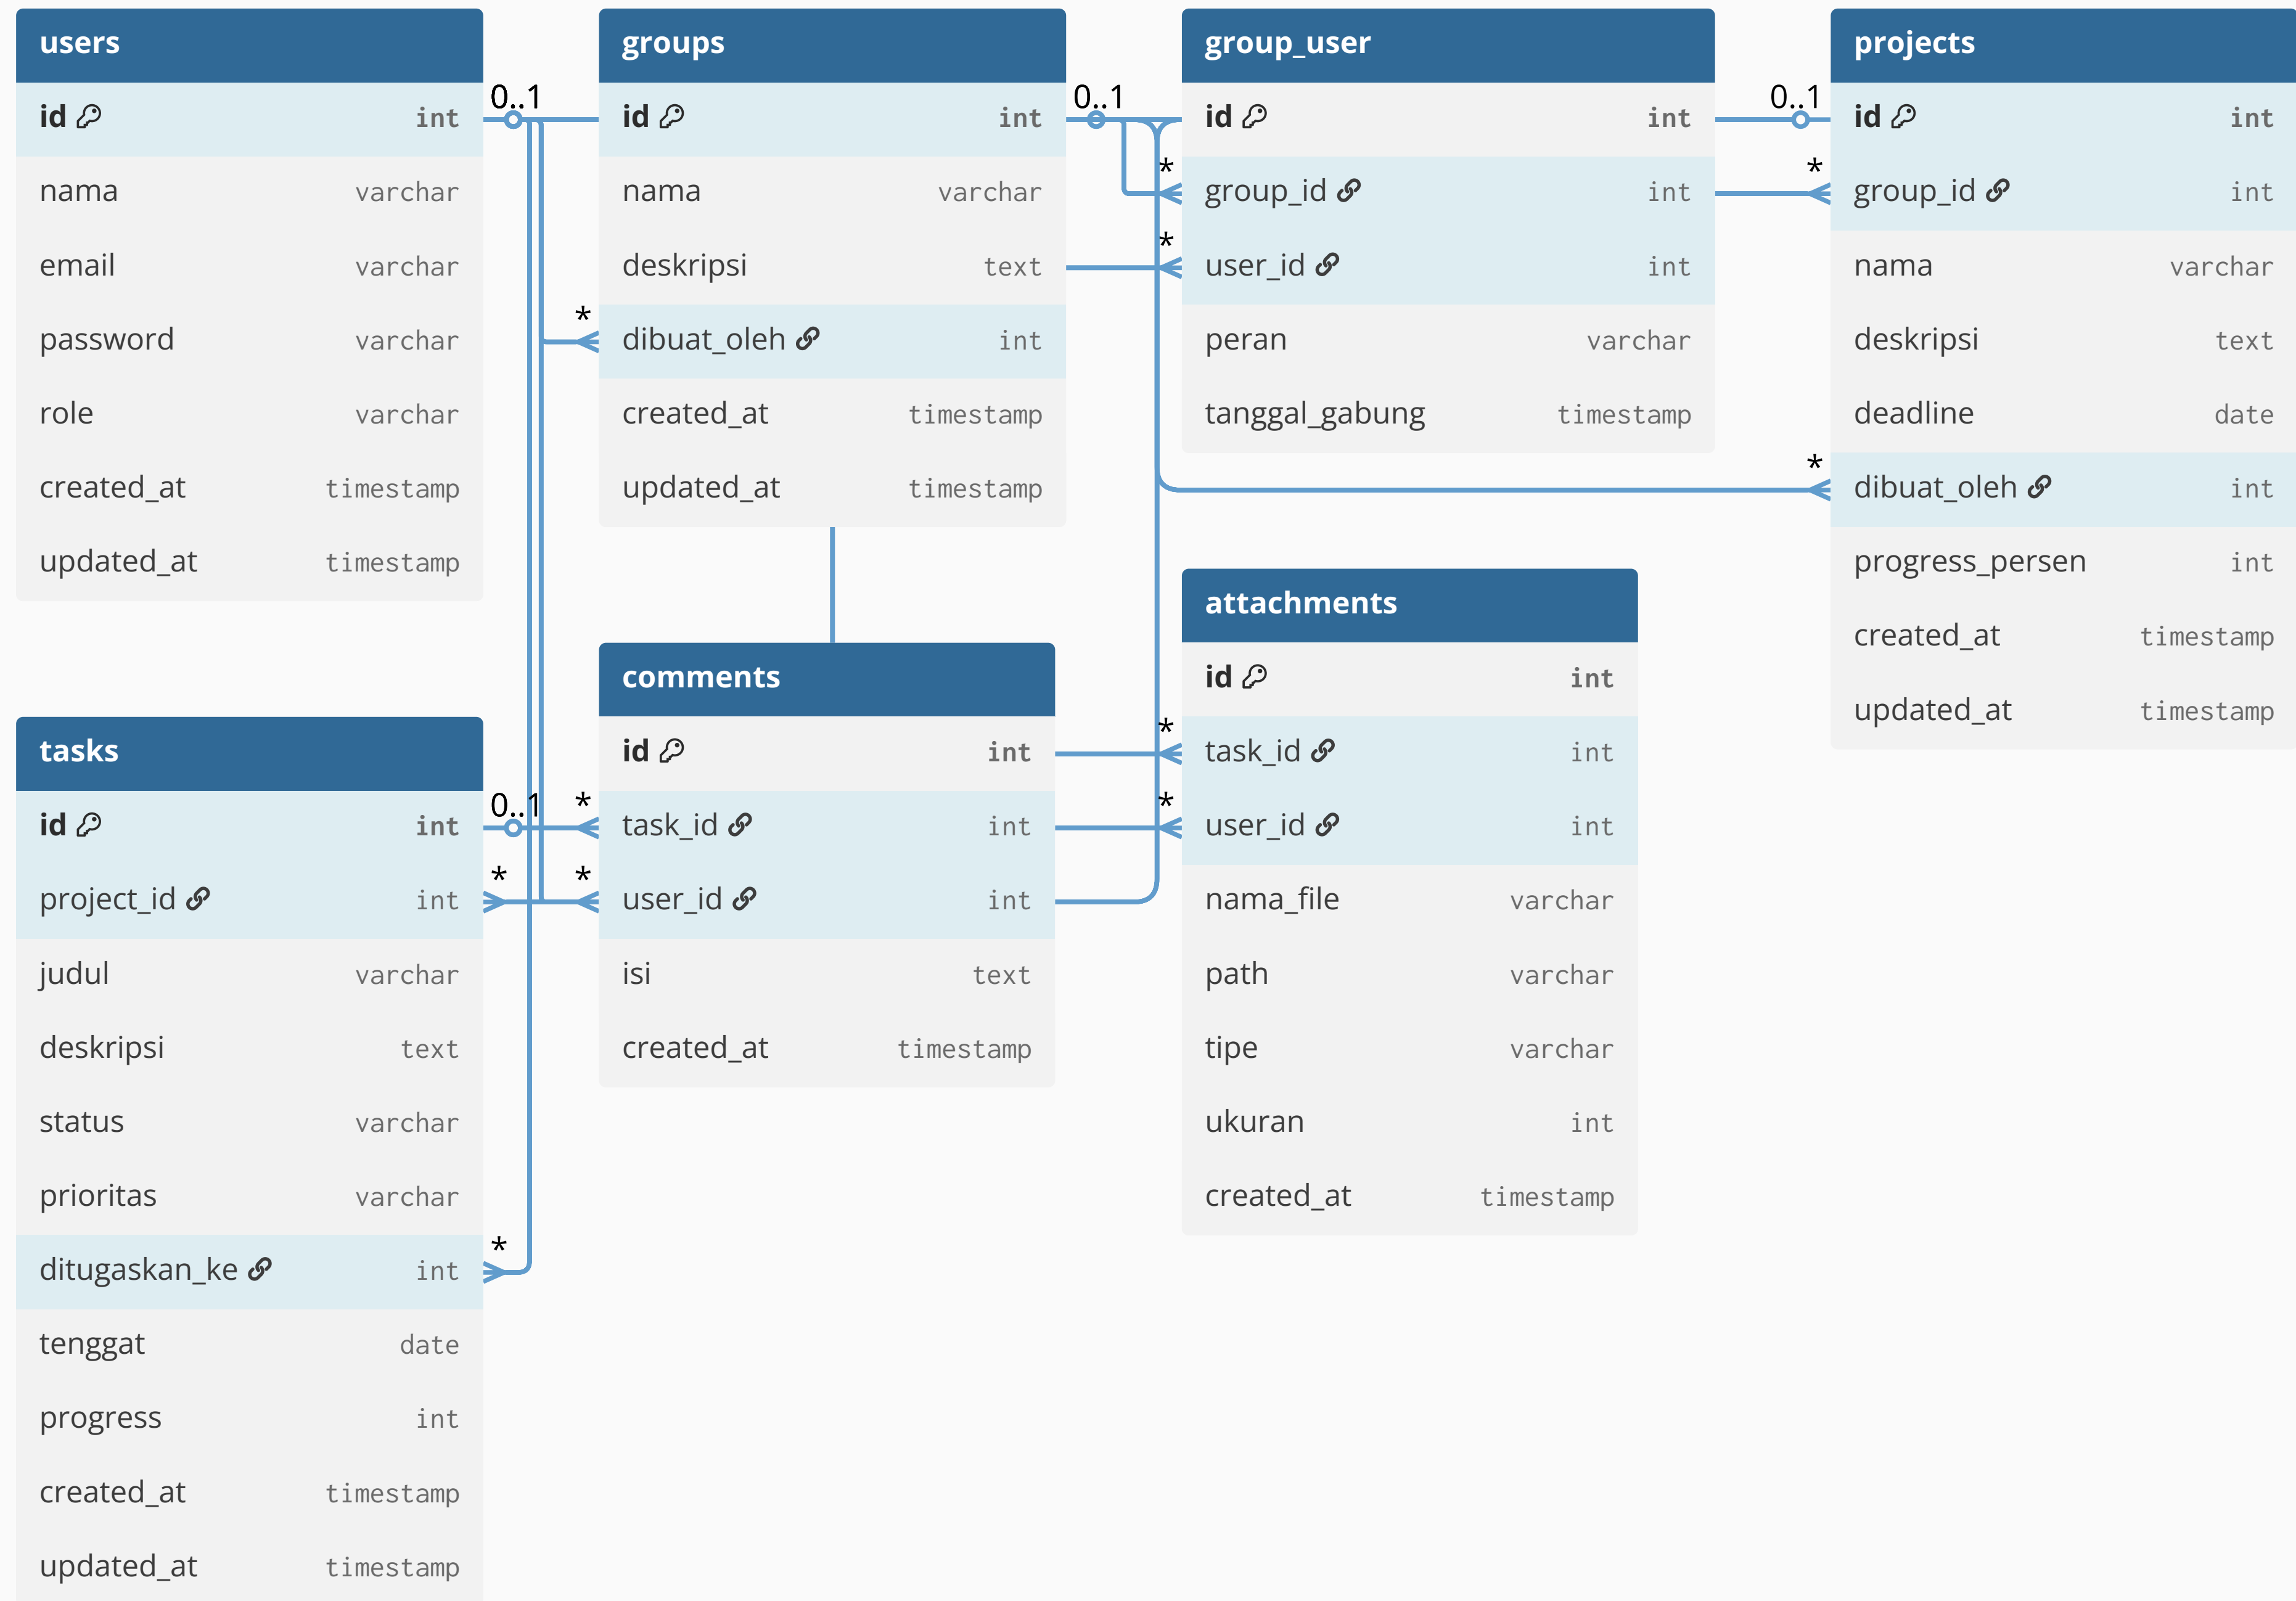 users
id int
nama varchar
email varchar
password varchar
role varchar
created_at timestamp
updated_at timestamp
groups
id int
nama varchar
deskripsi text
dibuat_oleh int
created_at timestamp
updated_at timestamp
group_user
id int
group_id int
user_id int
peran varchar
tanggal_gabung timestamp
projects
id int
group_id int
nama varchar
deskripsi text
deadline date
dibuat_oleh int
progress_persen int
created_at timestamp
updated_at timestamp
tasks
id int
project_id int
judul varchar
deskripsi text
status varchar
prioritas varchar
ditugaskan_ke int
tenggat date
progress int
created_at timestamp
updated_at timestamp
comments
id int
task_id int
user_id int
isi text
created_at timestamp
attachments
id int
task_id int
user_id int
nama_file varchar
path varchar
tipe varchar
ukuran int
created_at timestamp
0..1
0..1
0..1
0..1
*
*
*
*
*
*
*
*
*
*
*